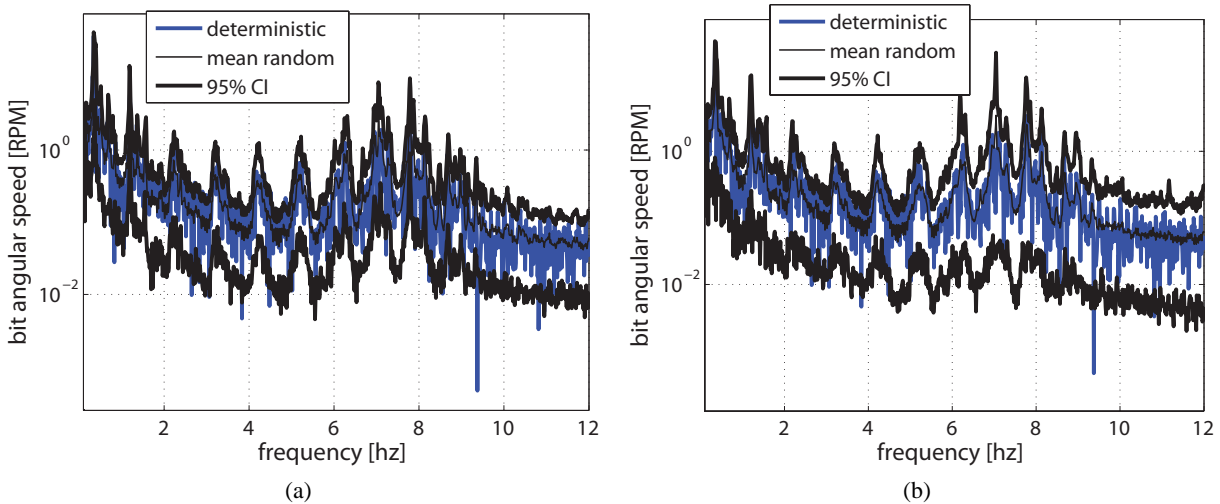 deterministic
mean random
95% CI
bit angular speed [RPM]
10^0
10^-2
2 4 6 8 10 12
frequency [hz]
(a)
deterministic
mean random
95% CI
bit angular speed [RPM]
10^0
10^-2
2 4 6 8 10 12
frequency [hz]
(b)